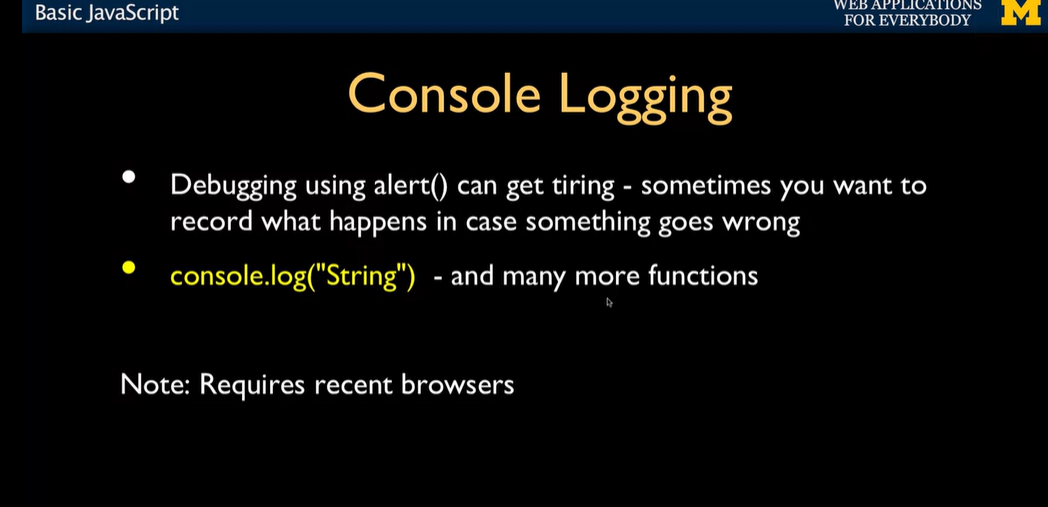 Basic JavaScript
WEB APPLICATIONS
FOR EVERYBODY
M
Console Logging
• Debugging using alert() can get tiring - sometimes you want to
record what happens in case something goes wrong
• console.log("String") - and many more functions
Note: Requires recent browsers